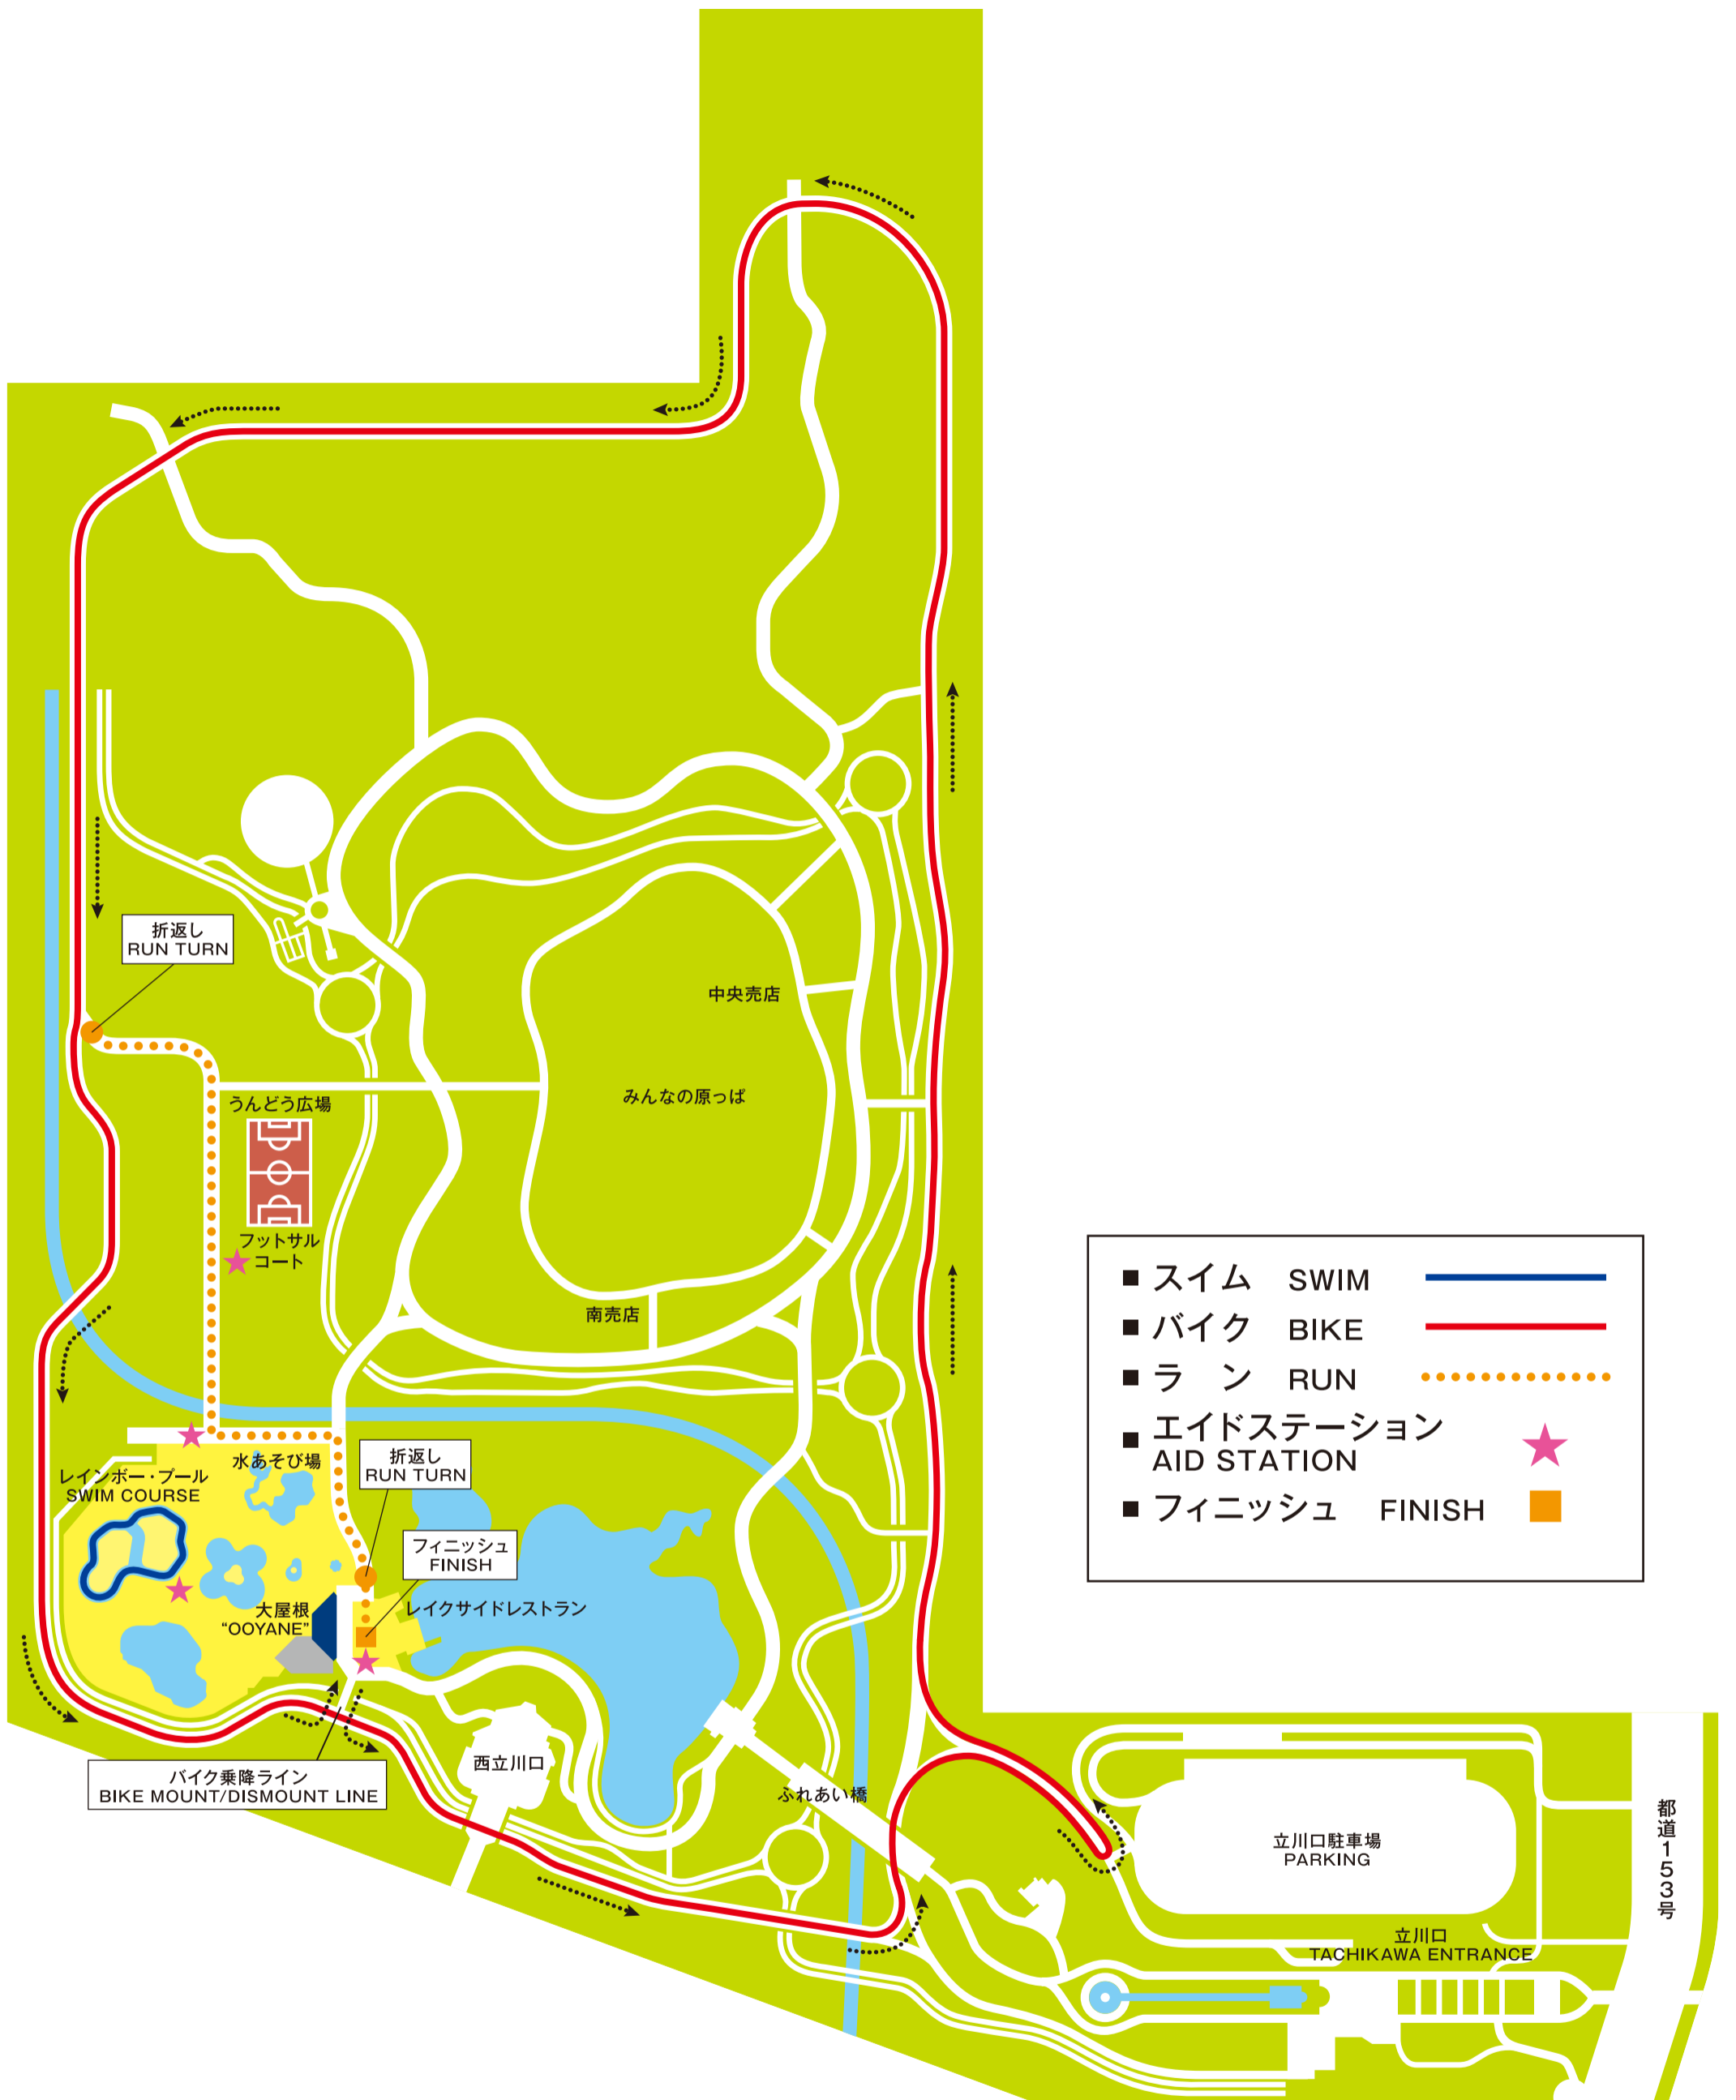 折返し
RUN TURN
中央売店
みんなの原っぱ
うんどう広場
フットサル
コート
南売店
■ スイム SWIM
■ バイク BIKE
■ ラ ン RUN
■ エイドステーション
AID STATION
■ フィニッシュ FINISH
折返し
RUN TURN
水あそび場
レインボー・プール
SWIM COURSE
フィニッシュ
FINISH
レイクサイドレストラン
大屋根
“OOYANE”
西立川口
バイク乗降ライン
BIKE MOUNT/DISMOUNT LINE
ふれあい橋
立川口駐車場
PARKING
都道153号
立川口
TACHIKAWA ENTRANCE